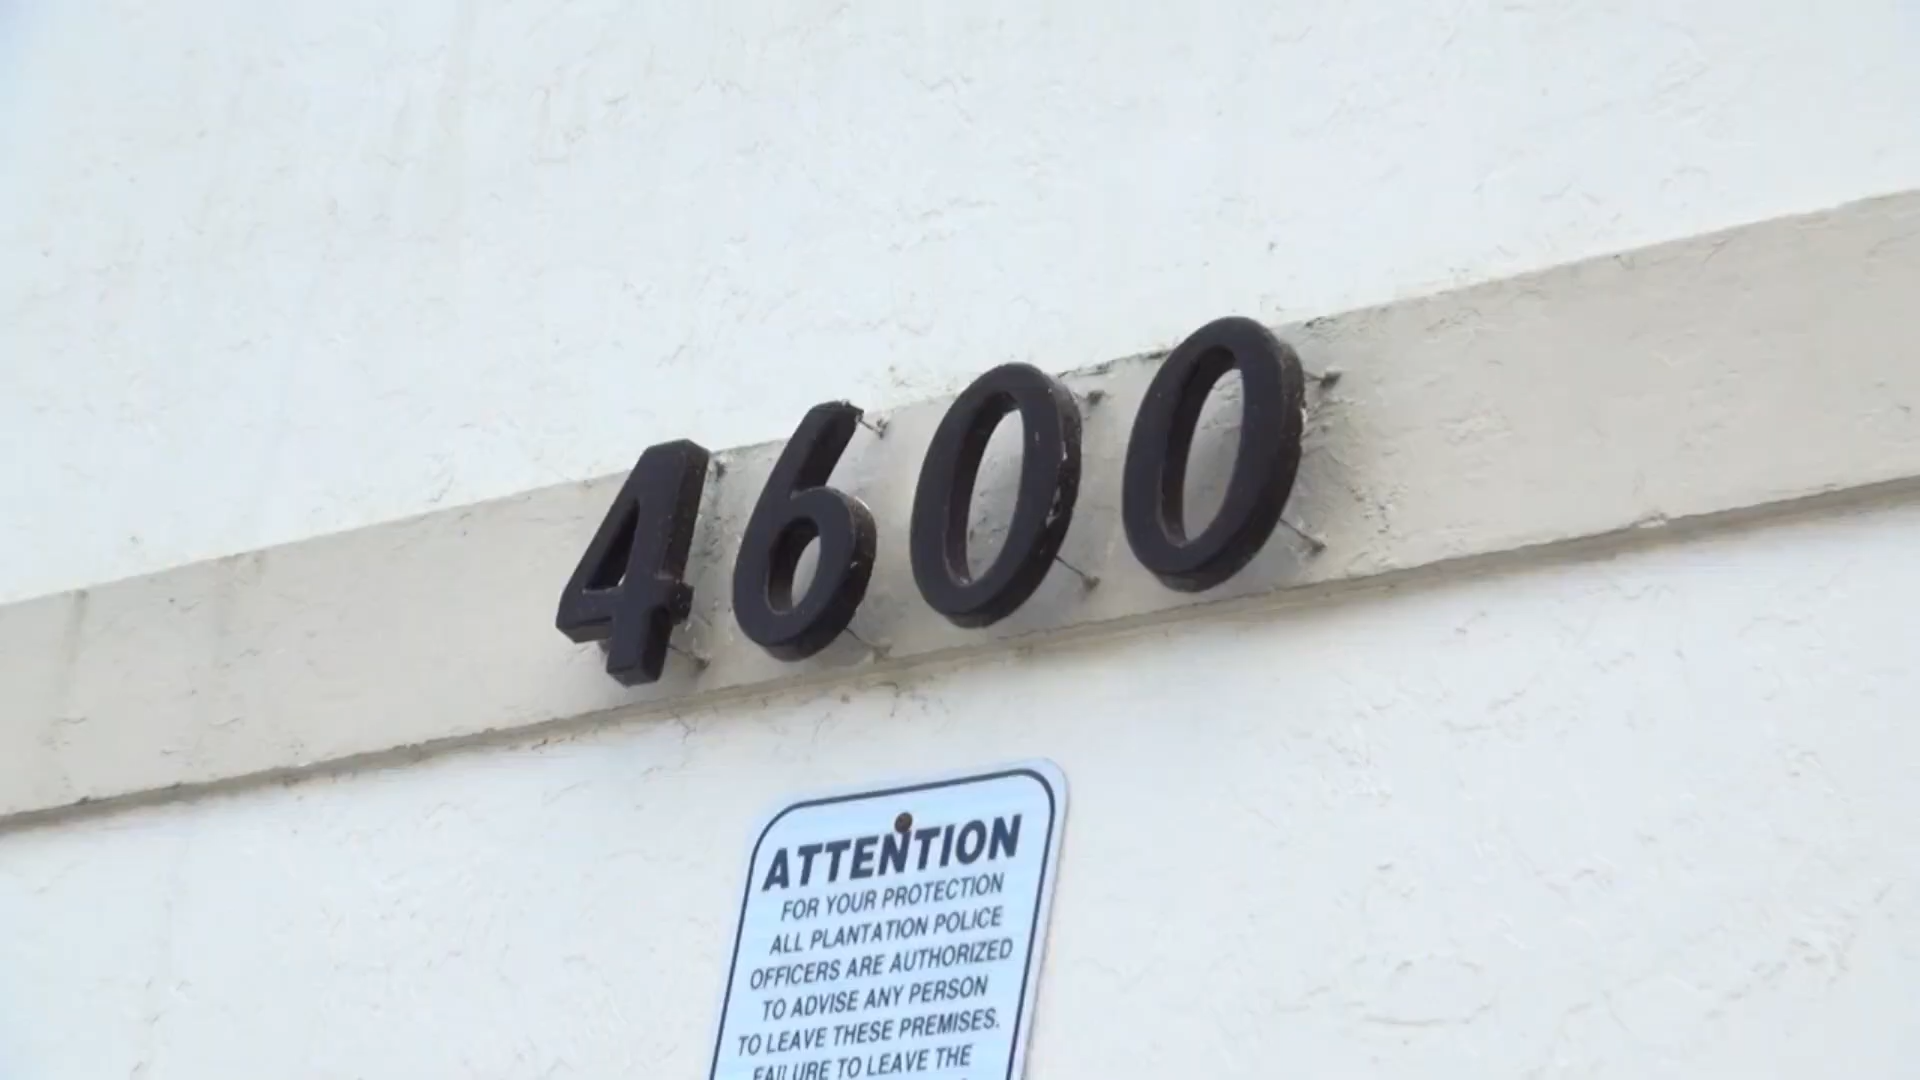 4600
ATTENTION
FOR YOUR PROTECTION
ALL PLANTATION POLICE
OFFICERS ARE AUTHORIZED
TO ADVISE ANY PERSON
TO LEAVE THESE PREMISES.
FAILURE TO LEAVE THE